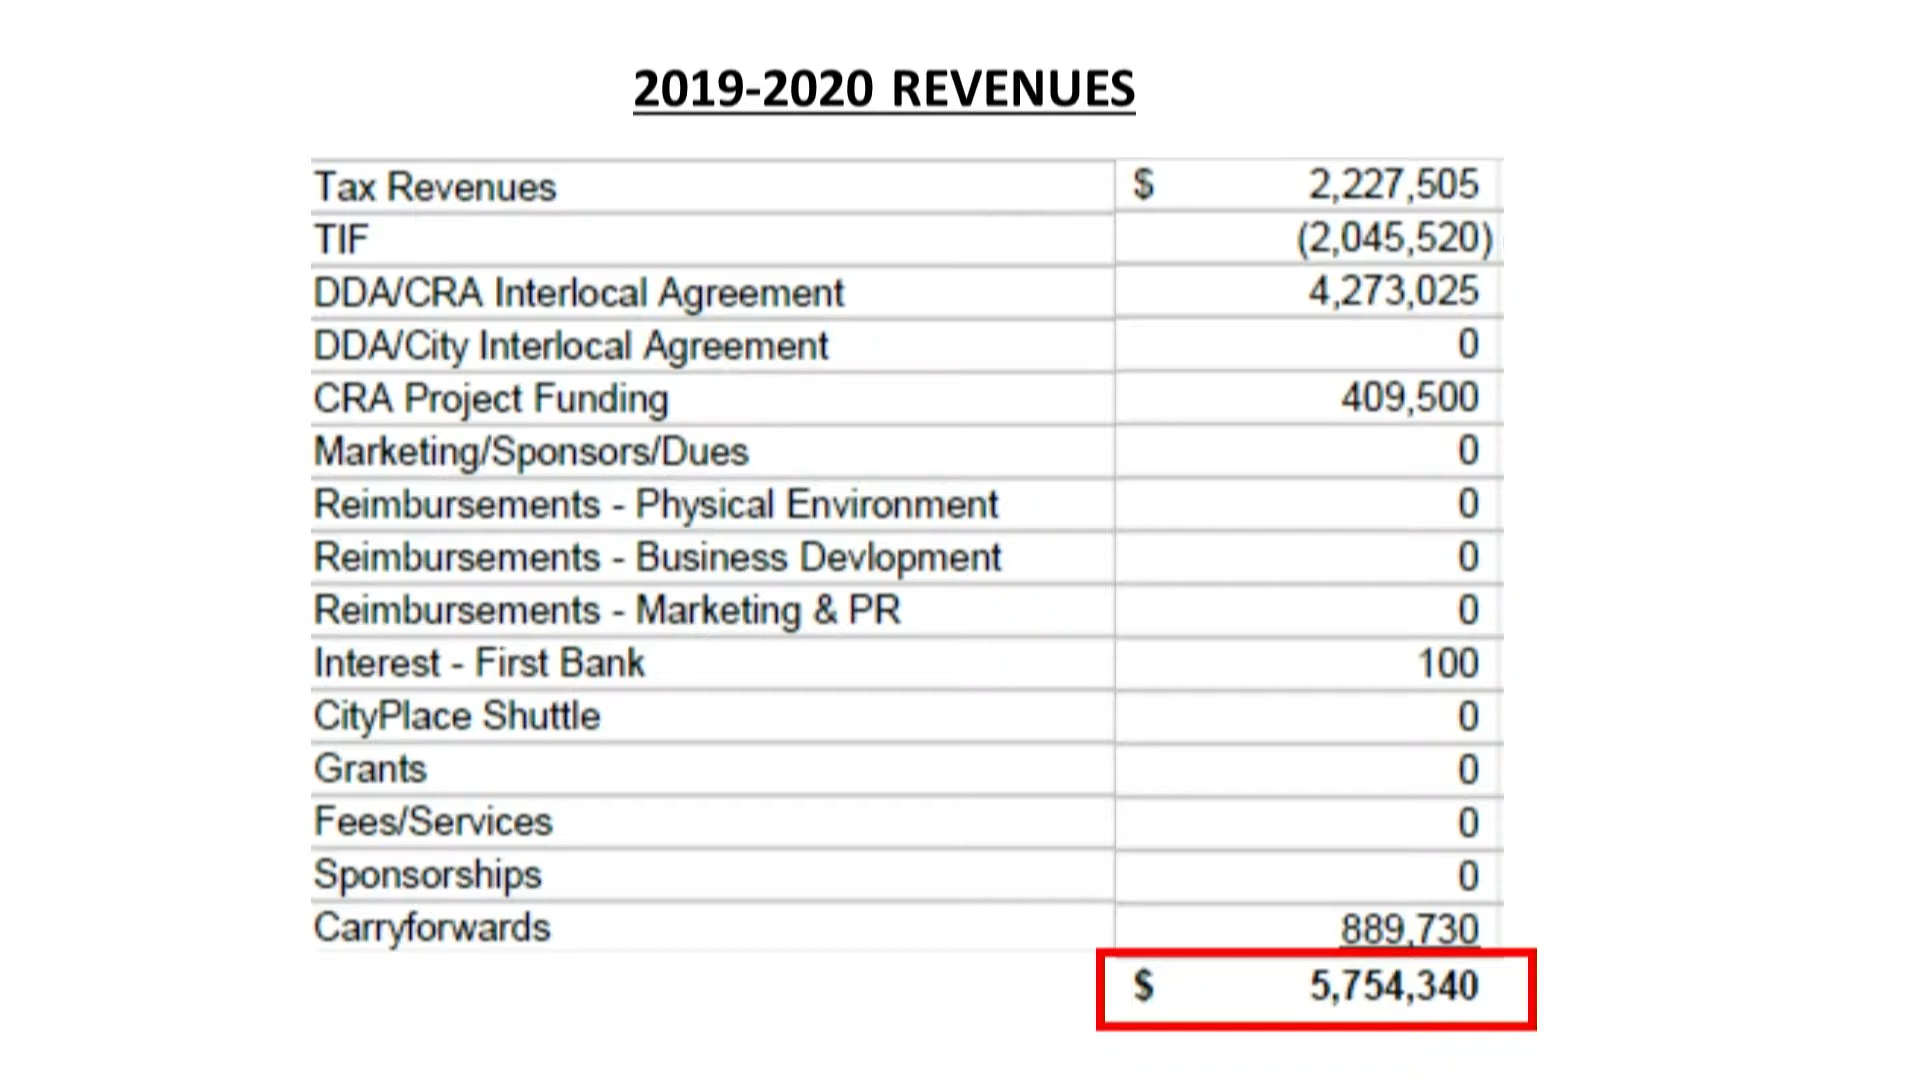 2019-2020 REVENUES
Tax Revenues $ 2,227,505
TIF (2,045,520)
DDA/CRA Interlocal Agreement 4,273,025
DDA/City Interlocal Agreement 0
CRA Project Funding 409,500
Marketing/Sponsors/Dues 0
Reimbursements - Physical Environment 0
Reimbursements - Business Devlopment 0
Reimbursements - Marketing & PR 0
Interest - First Bank 100
CityPlace Shuttle 0
Grants 0
Fees/Services 0
Sponsorships 0
Carryforwards 889,730
$ 5,754,340